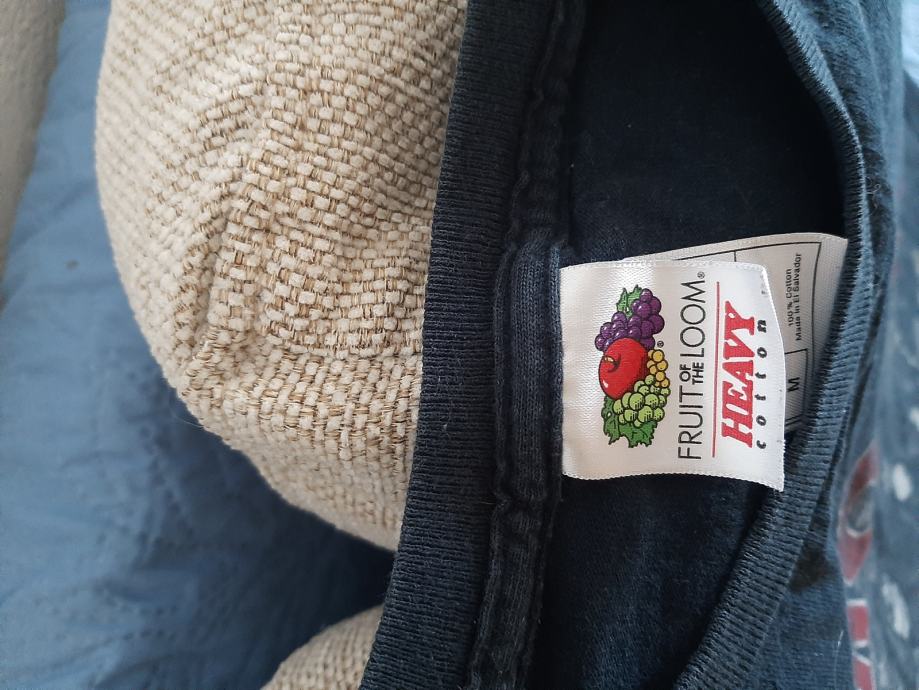 FRUIT OF THE LOOM®
HEAVY
cotton
100% Cotton
Made in El Salvador
M